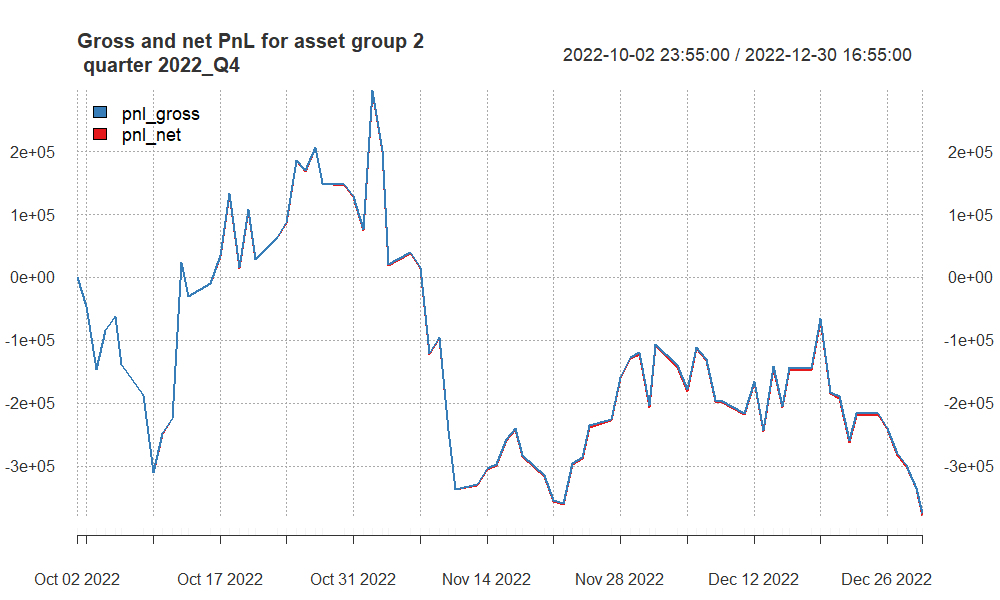 Gross and net PnL for asset group 2
quarter 2022_Q4
2022-10-02 23:55:00 / 2022-12-30 16:55:00
pnl_gross
pnl_net
2e+05 2e+05
1e+05 1e+05
0e+00 0e+00
-1e+05 -1e+05
-2e+05 -2e+05
-3e+05 -3e+05
Oct 02 2022 Oct 17 2022 Oct 31 2022 Nov 14 2022 Nov 28 2022 Dec 12 2022 Dec 26 2022